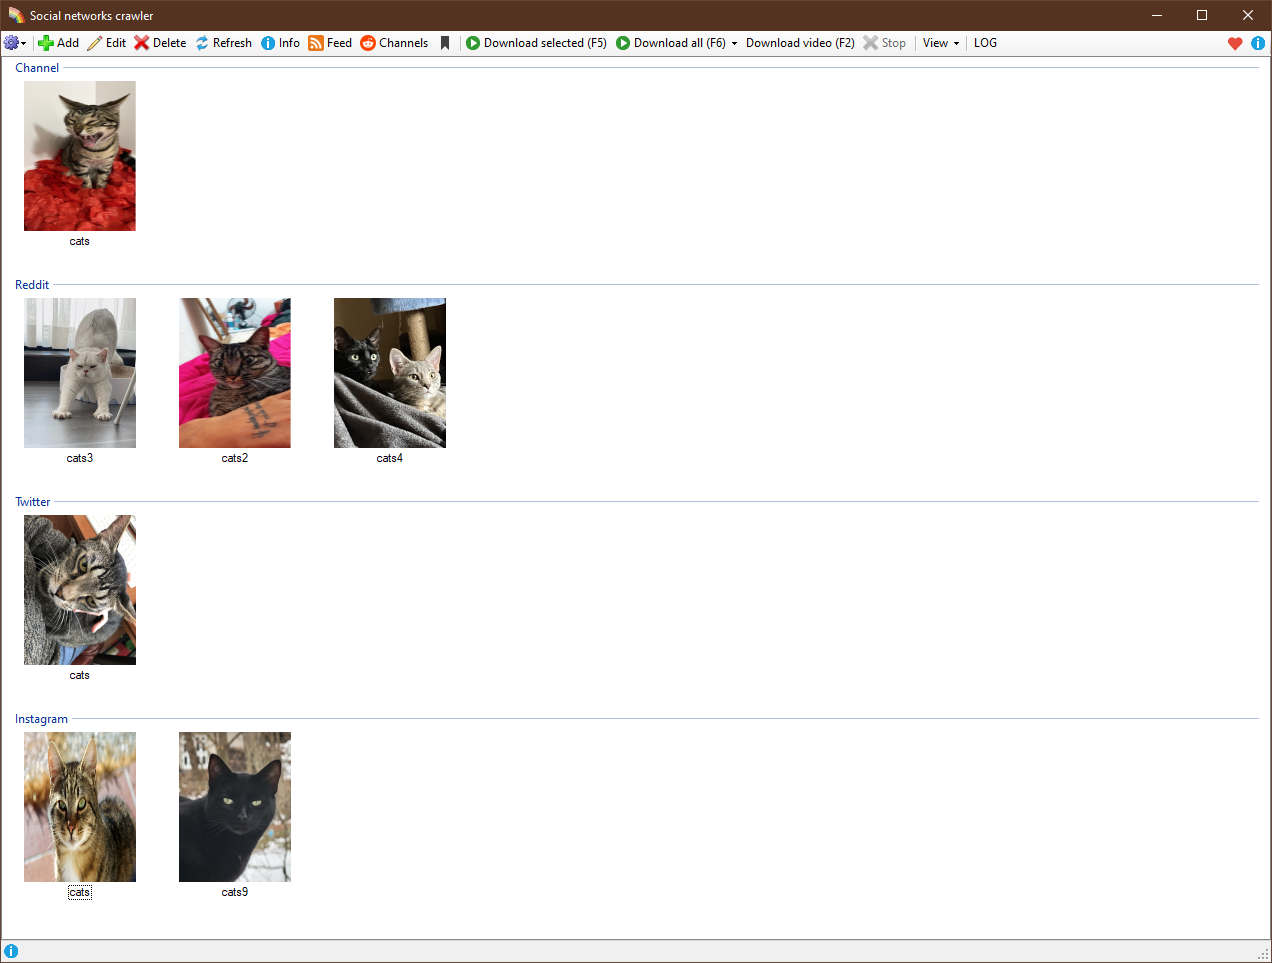 Social networks crawler
Add Edit Delete Refresh Info Feed Channels Download selected (F5) Download all (F6) Download video (F2) Stop View LOG
Channel
cats
Reddit
cats3 cats2 cats4
Twitter
cats
Instagram
cats cats9